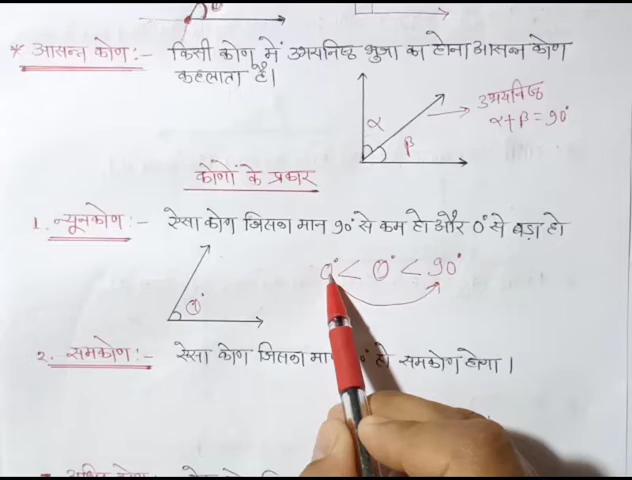 * आसन्न कोण :- किसी कोण में उभयनिष्ठ भुजा का होना आसन्न कोण
कहलाता है।
उभयनिष्ठ
α+β=90°
α
β
कोणों के प्रकार
1. न्यूनकोण :- ऐसा कोण जिसका मान 90° से कम हो और 0° से बड़ा हो
0° < θ° < 90°
θ°
2. समकोण :- ऐसा कोण जिसका मान हो समकोण होगा।